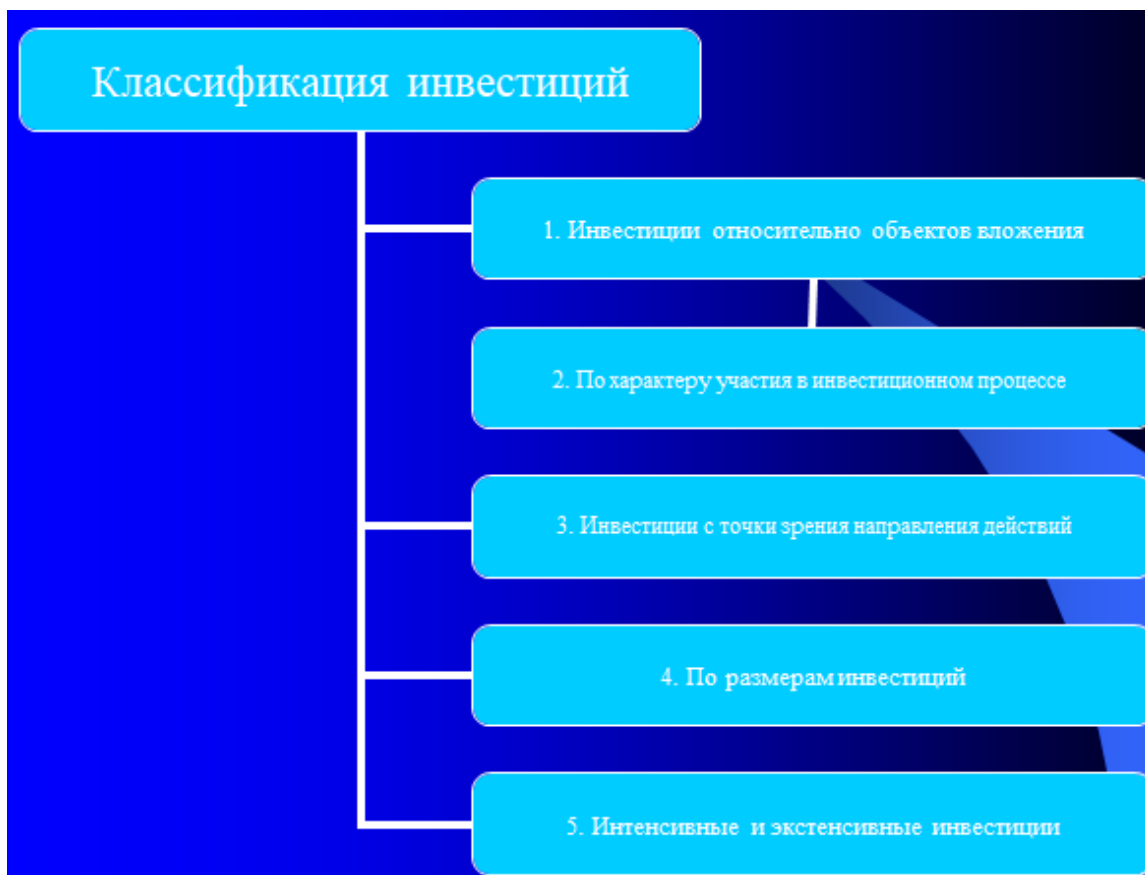 Классификация инвестиций
1. Инвестиции относительно объектов вложения
2. По характеру участия в инвестиционном процессе
3. Инвестиции с точки зрения направления действий
4. По размерам инвестиций
5. Интенсивные и экстенсивные инвестиции